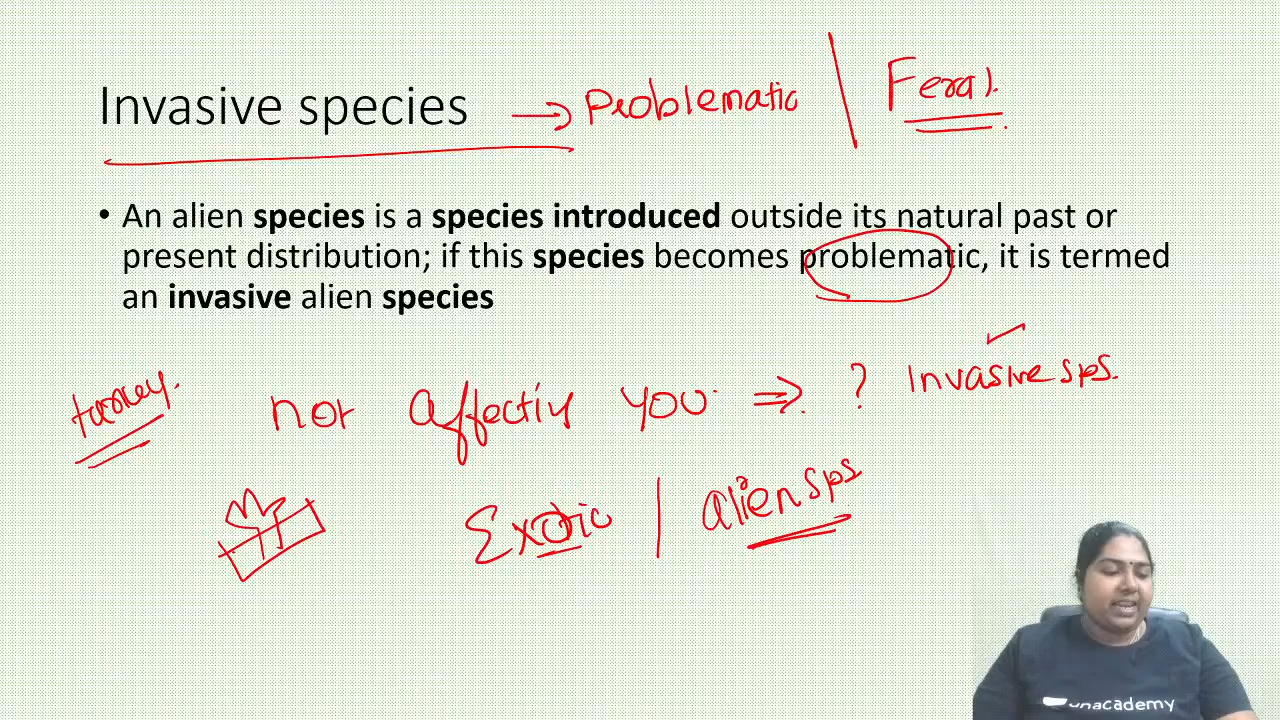 Invasive species → Problematic | Feral.
• An alien species is a species introduced outside its natural past or
present distribution; if this species becomes problematic, it is termed
an invasive alien species
turkey. not affectiy you. ⇒ ? Invasive sps.
Exotic | alien sps
unacademy